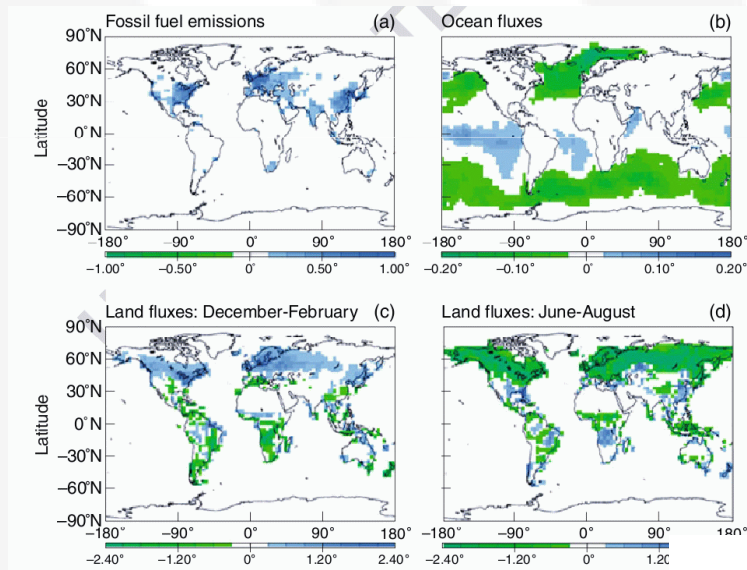 Fossil fuel emissions (a)
90°N
60°N
30°N
0°N
–30°N
–60°N
–90°N
Latitude
–180° –90° 0° 90° 180°
–1.00° –0.50° 0° 0.50° 1.00°
Ocean fluxes (b)
–180° –90° 0° 90° 180°
–0.20° –0.10° 0° 0.10° 0.20°
Land fluxes: December-February (c)
90°N
60°N
30°N
0°N
–30°N
–60°N
–90°N
Latitude
–180° –90° 0° 90° 180°
–2.40° –1.20° 0° 1.20° 2.40°
Land fluxes: June-August (d)
–180° –90° 0° 90° 180°
–2.40° –1.20° 0° 1.20